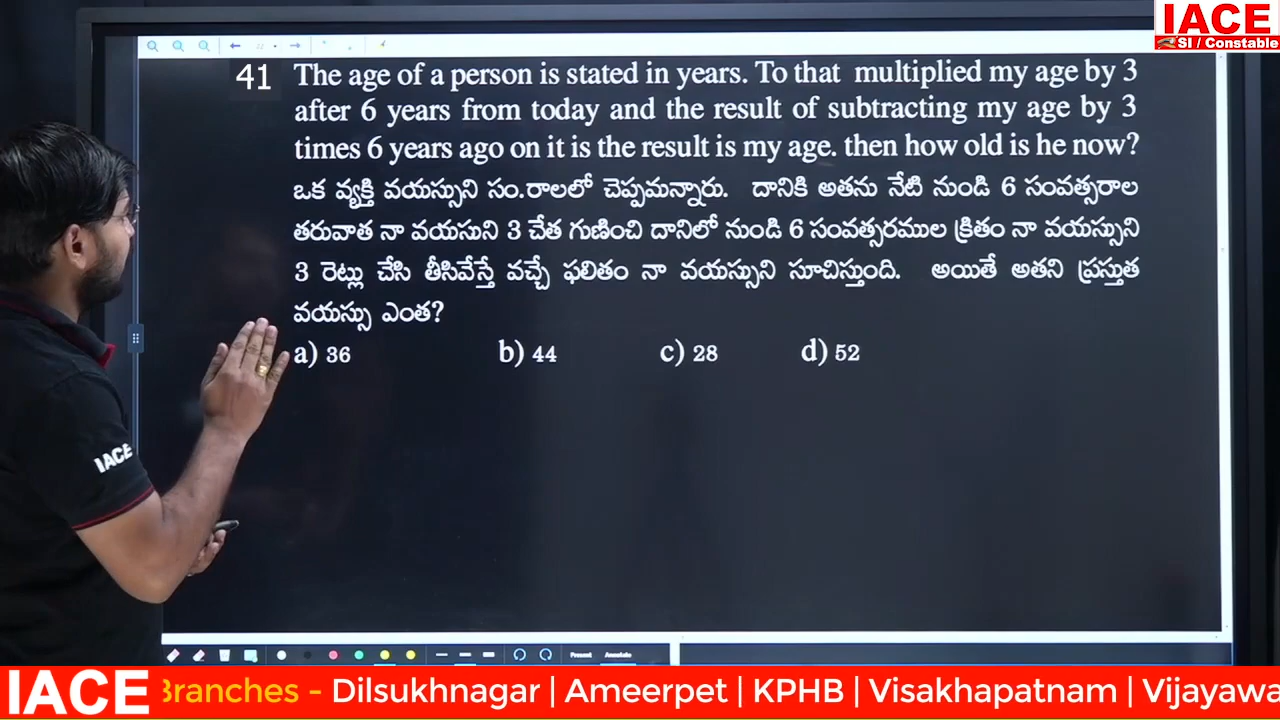 IACE
SI / Constable
41 The age of a person is stated in years. To that multiplied my age by 3
after 6 years from today and the result of subtracting my age by 3
times 6 years ago on it is the result is my age. then how old is he now?
ఒక వ్యక్తి వయస్సుని సం.రాలలో చెప్పమన్నారు. దానికి అతను నేటి నుండి 6 సంవత్సరాల
తరువాత నా వయసుని 3 చేత గుణించి దానిలో నుండి 6 సంవత్సరముల క్రితం నా వయస్సుని
3 రెట్లు చేసి తీసివేస్తే వచ్చే ఫలితం నా వయస్సుని సూచిస్తుంది. అయితే అతని ప్రస్తుత
వయస్సు ఎంత?
a) 36 b) 44 c) 28 d) 52
IACE
Present Annotate
IACE Branches - Dilsukhnagar | Ameerpet | KPHB | Visakhapatnam | Vijayawa